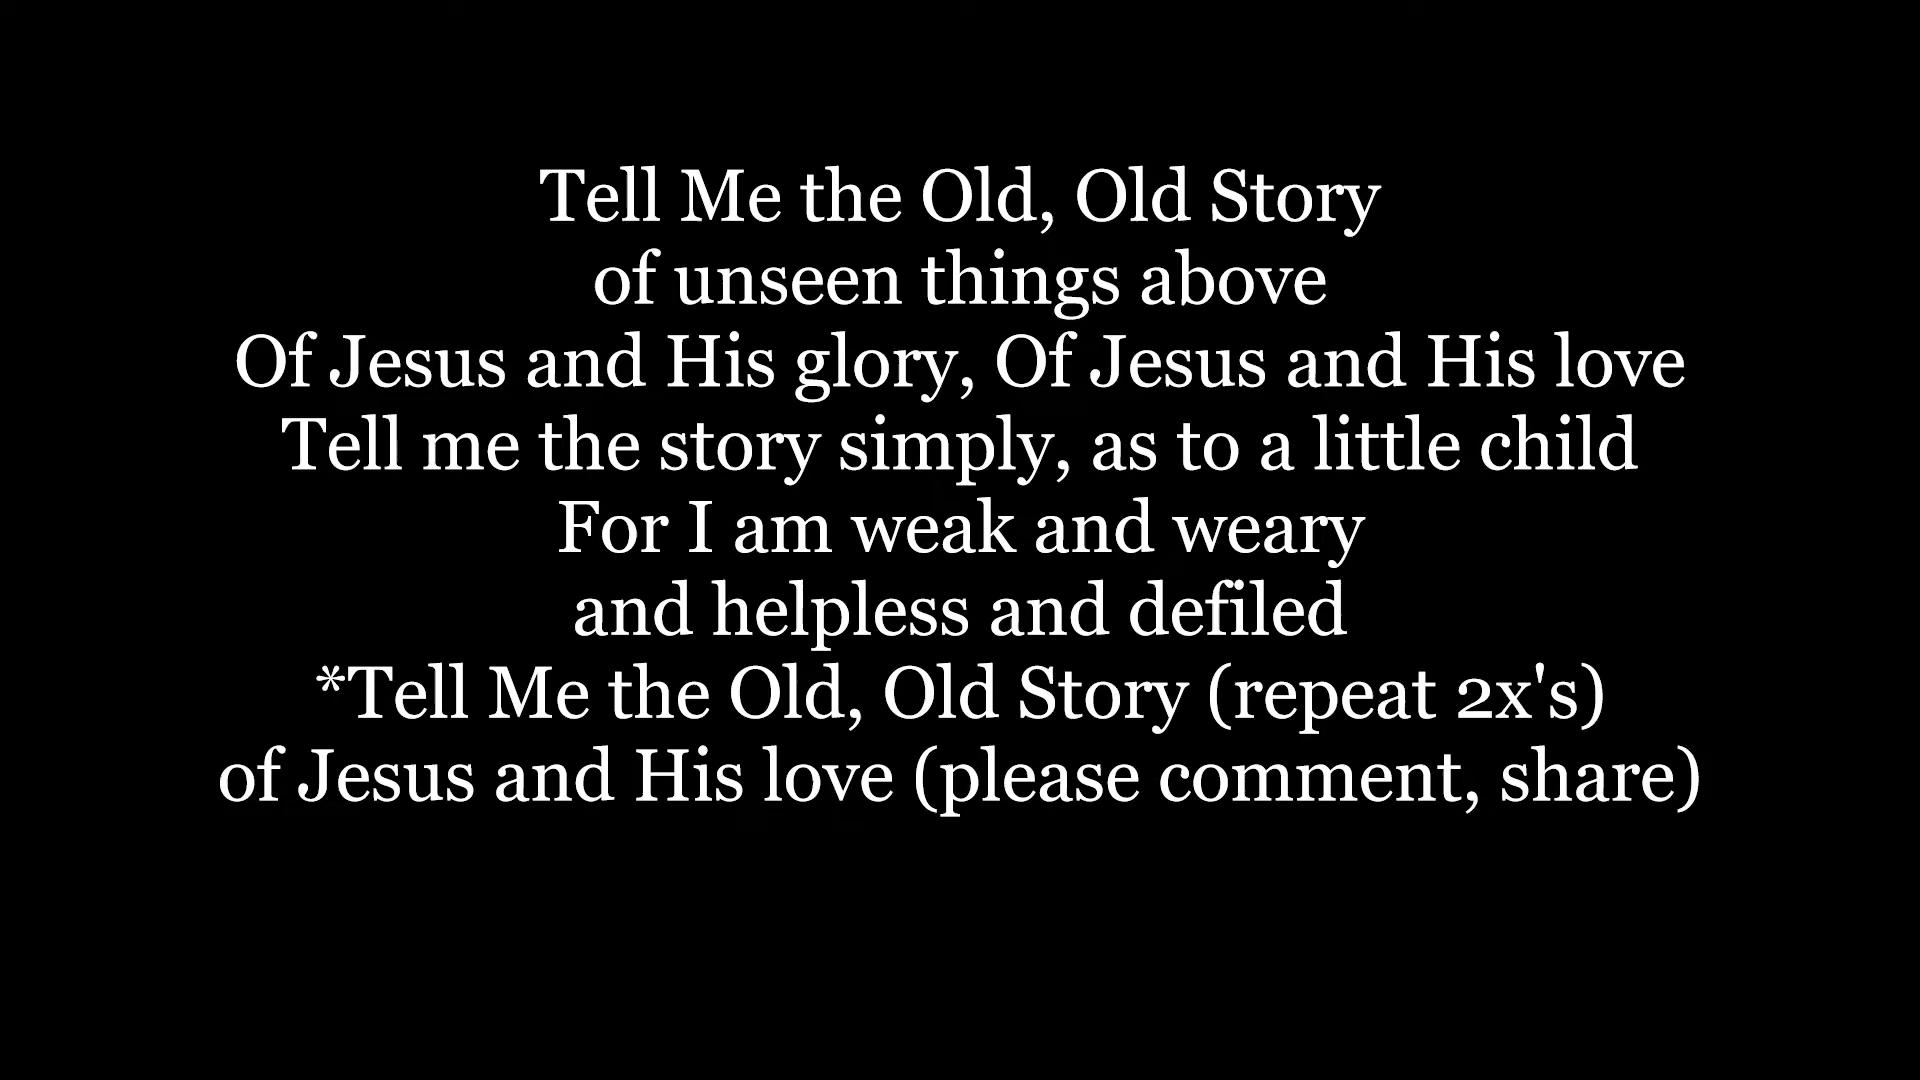 Tell Me the Old, Old Story
of unseen things above
Of Jesus and His glory, Of Jesus and His love
Tell me the story simply, as to a little child
For I am weak and weary
and helpless and defiled
*Tell Me the Old, Old Story (repeat 2x's)
of Jesus and His love (please comment, share)